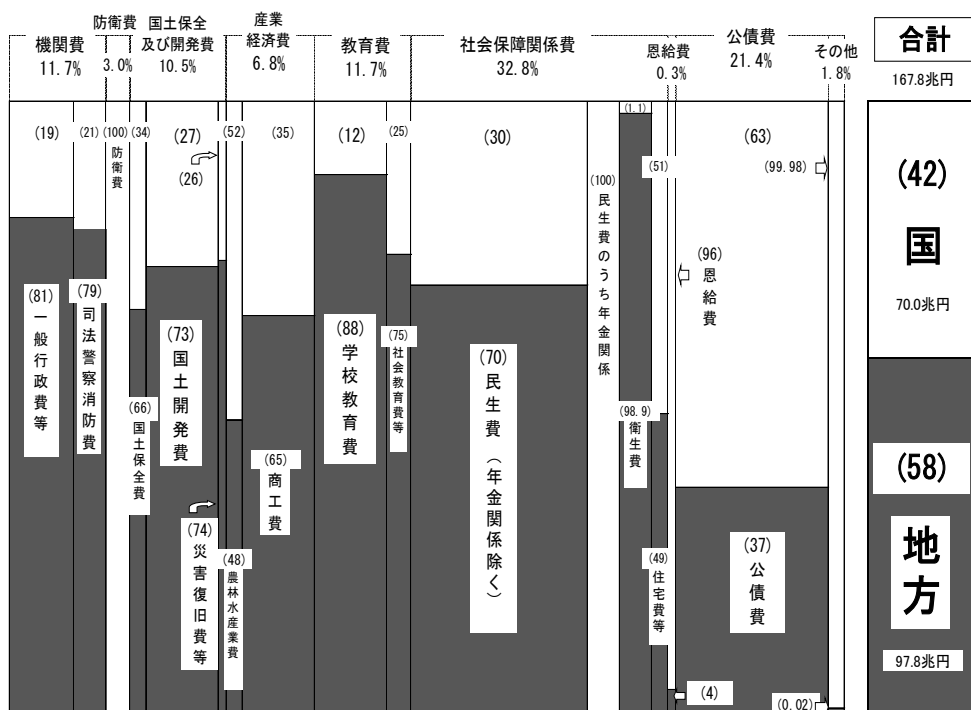 機関費
11.7%
防衛費
3.0%
国土保全
及び開発費
10.5%
産業
経済費
6.8%
教育費
11.7%
社会保障関係費
32.8%
恩給費
0.3%
公債費
21.4%
その他
1.8%
合計
167.8兆円
(19)
(21)
(100)
防衛費
(34)
(27)
(26)
(52)
(35)
(12)
(25)
(30)
(100)
民生費のうち年金関係
(1.1)
(51)
(63)
(99.98)
(96)
恩給費
(42)
国
70.0兆円
(81)
一般行政費等
(79)
司法警察消防費
(66)
国土保全費
(73)
国土開発費
(74)
災害復旧費等
(48)
農林水産業費
(65)
商工費
(88)
学校教育費
(75)
社会教育費等
(70)
民生費(年金関係除く)
(98.9)
衛生費
(49)
住宅費等
(4)
(37)
公債費
(0.02)
(58)
地方
97.8兆円